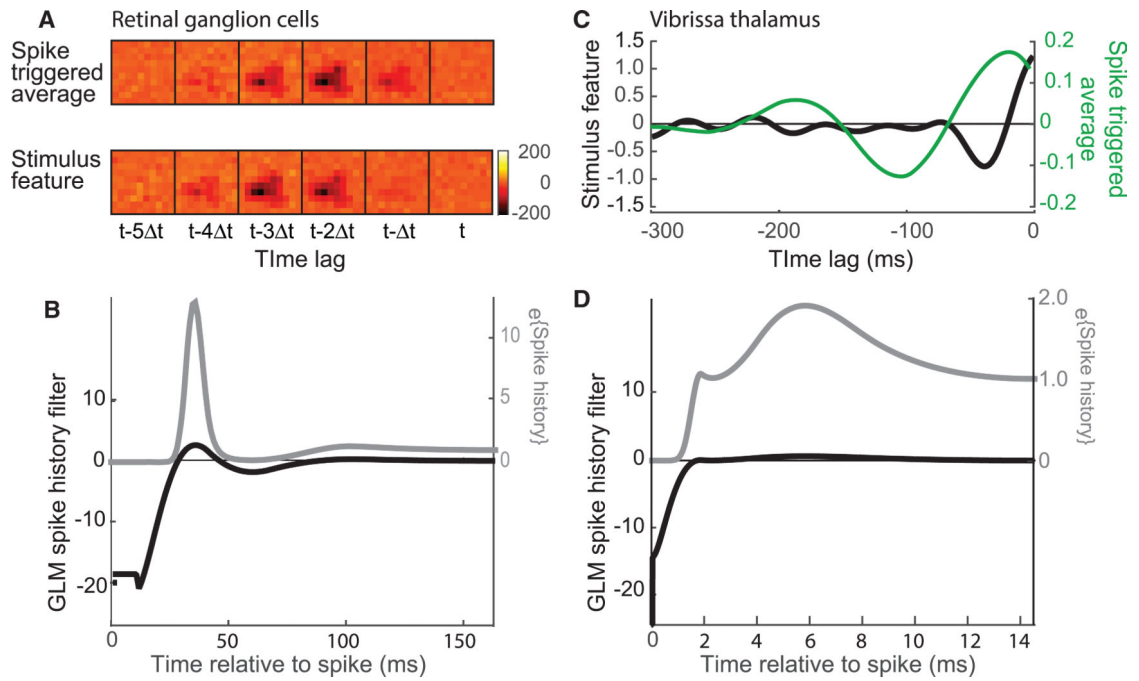 A Retinal ganglion cells
Spike
triggered
average
Stimulus
feature
200
0
-200
t-5Δt t-4Δt t-3Δt t-2Δt t-Δt t
TIme lag
B
GLM spike history filter
10
0
-10
-20
10
5
0
e{Spike history}
0 50 100 150
Time relative to spike (ms)
C Vibrissa thalamus
Stimulus feature
1.5
1.0
0.5
0
-0.5
-1.0
-1.5
0.2
0.1
0
-0.1
-0.2
Spike triggered
average
-300 -200 -100 0
TIme lag (ms)
D
GLM spike history filter
10
0
-10
-20
2.0
1.0
0
e{Spike history}
0 2 4 6 8 10 12 14
Time relative to spike (ms)